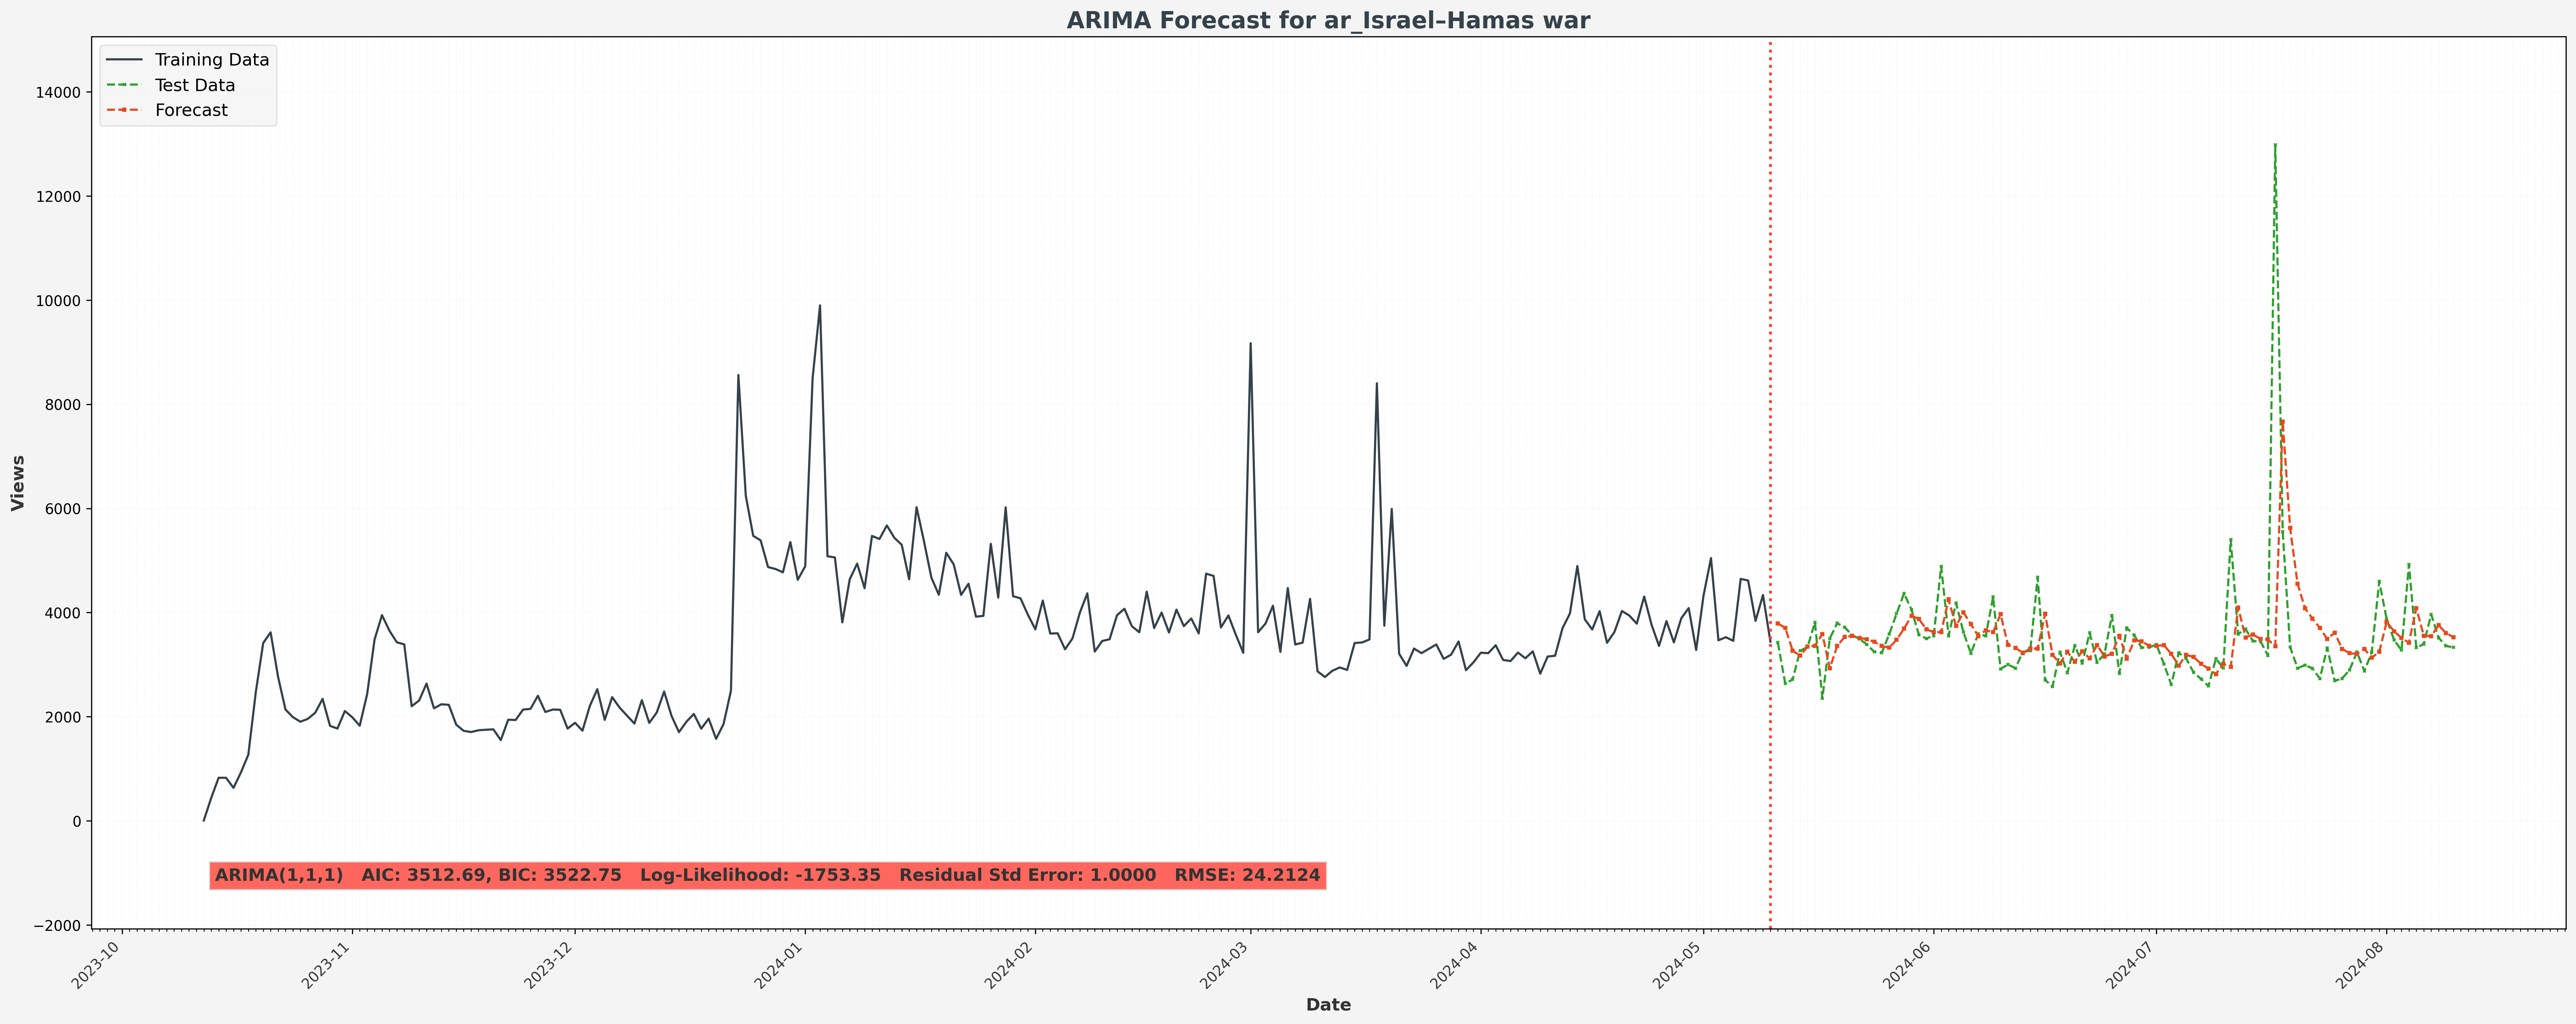 ARIMA Forecast for ar_Israel–Hamas war
Training Data
Test Data
Forecast
Views
14000
12000
10000
8000
6000
4000
2000
0
−2000
ARIMA(1,1,1)   AIC: 3512.69, BIC: 3522.75   Log-Likelihood: -1753.35   Residual Std Error: 1.0000   RMSE: 24.2124
2023-10
2023-11
2023-12
2024-01
2024-02
2024-03
2024-04
2024-05
2024-06
2024-07
2024-08
Date